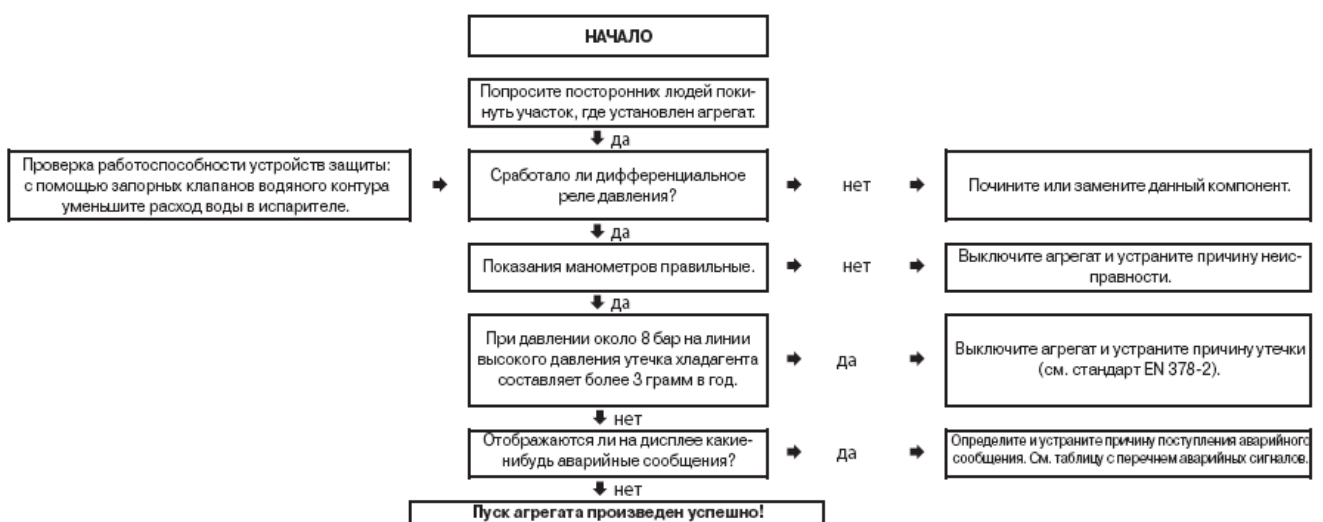 НАЧАЛО
Попросите посторонних людей поки-
нуть участок, где установлен агрегат.
да
Проверка работоспособности устройств защиты:
с помощью запорных клапанов водяного контура
уменьшите расход воды в испарителе.
Сработало ли дифференциальное
реле давления?
нет
Почините или замените данный компонент.
да
Показания манометров правильные.
нет
Выключите агрегат и устраните причину неис-
правности.
да
При давлении около 8 бар на линии
высокого давления утечка хладагента
составляет более 3 грамм в год.
да
Выключите агрегат и устраните причину утечки
(см. стандарт EN 378-2).
нет
Отображаются ли на дисплее какие-
нибудь аварийные сообщения?
да
Определите и устраните причину поступления аварийного
сообщения. См. таблицу с перечнем аварийных сигналов.
нет
Пуск агрегата произведен успешно!